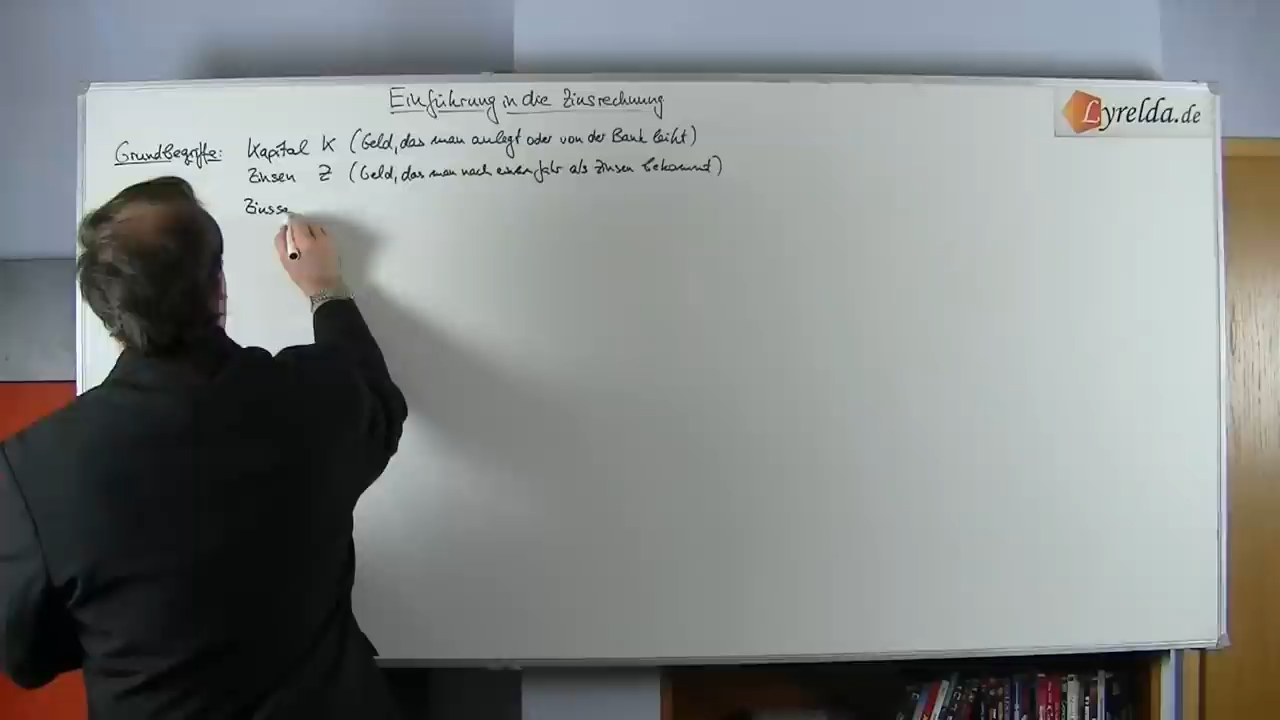 Einführung in die Zinsrechnung
Lyrelda.de
Grundbegriffe: Kapital K (Geld, das man anlegt oder von der Bank leiht)
Zinsen Z (Geld, das man nach einem Jahr als Zinsen bekommt)
Zinss